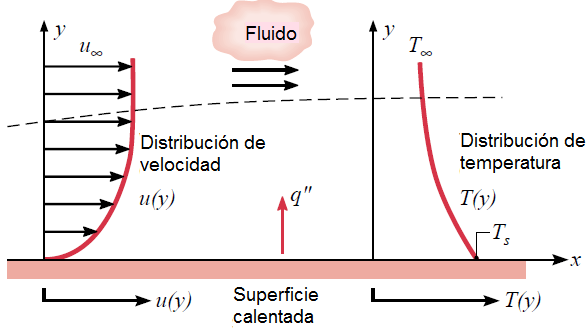 y
u∞
Fluido
y
T∞
Distribución de
velocidad
u(y)
q"
Distribución de
temperatura
T(y)
Ts
x
u(y)
Superficie
calentada
T(y)